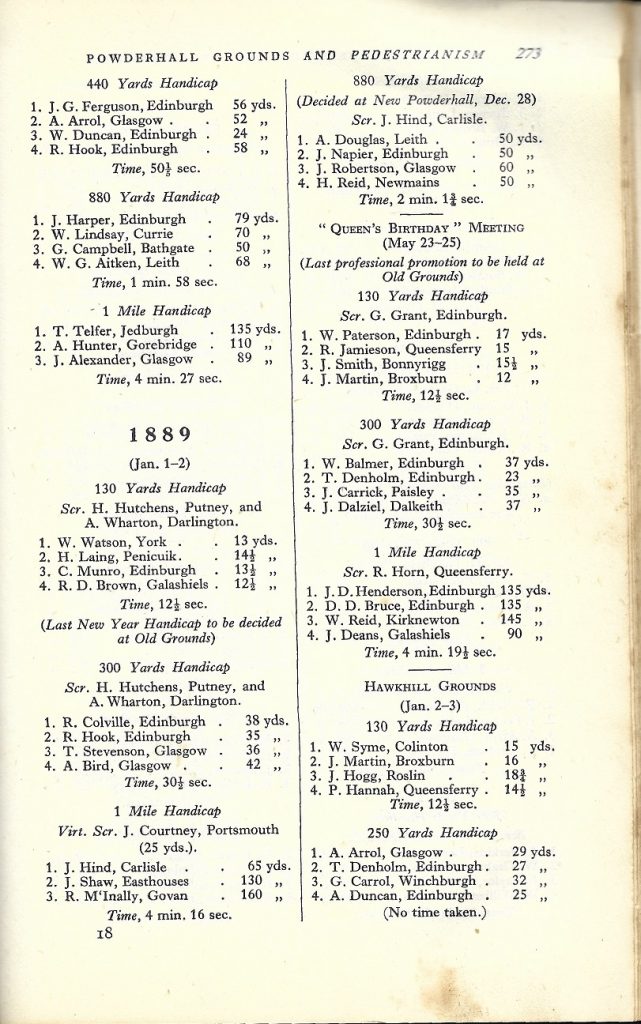 POWDERHALL GROUNDS AND PEDESTRIANISM 273
440 Yards Handicap
1. J. G. Ferguson, Edinburgh 56 yds.
2. A. Arrol, Glasgow . . 52 „
3. W. Duncan, Edinburgh . 24 „
4. R. Hook, Edinburgh . 58 „
Time, 50½ sec.
880 Yards Handicap
1. J. Harper, Edinburgh . 79 yds.
2. W. Lindsay, Currie . 70 „
3. G. Campbell, Bathgate . 50 „
4. W. G. Aitken, Leith . 68 „
Time, 1 min. 58 sec.
1 Mile Handicap
1. T. Telfer, Jedburgh . 135 yds.
2. A. Hunter, Gorebridge . 110 „
3. J. Alexander, Glasgow . 89 „
Time, 4 min. 27 sec.
1889
(Jan. 1–2)
130 Yards Handicap
Scr. H. Hutchens, Putney, and
A. Wharton, Darlington.
1. W. Watson, York . . 13 yds.
2. H. Laing, Penicuik. . 14½ „
3. C. Munro, Edinburgh . 13½ „
4. R. D. Brown, Galashiels . 12½ „
Time, 12½ sec.
(Last New Year Handicap to be decided
at Old Grounds)
300 Yards Handicap
Scr. H. Hutchens, Putney, and
A. Wharton, Darlington.
1. R. Colville, Edinburgh . 38 yds.
2. R. Hook, Edinburgh . 35 „
3. T. Stevenson, Glasgow . 36 „
4. A. Bird, Glasgow . . 42 „
Time, 30½ sec.
1 Mile Handicap
Virt. Scr. J. Courtney, Portsmouth
(25 yds.).
1. J. Hind, Carlisle . . 65 yds.
2. J. Shaw, Easthouses . 130 „
3. R. M‘Inally, Govan . 160 „
Time, 4 min. 16 sec.
18
880 Yards Handicap
(Decided at New Powderhall, Dec. 28)
Scr. J. Hind, Carlisle.
1. A. Douglas, Leith . . 50 yds.
2. J. Napier, Edinburgh . 50 „
3. J. Robertson, Glasgow . 60 „
4. H. Reid, Newmains . 50 „
Time, 2 min. 1¾ sec.
“ QUEEN'S BIRTHDAY ” MEETING
(May 23–25)
(Last professional promotion to be held at
Old Grounds)
130 Yards Handicap
Scr. G. Grant, Edinburgh.
1. W. Paterson, Edinburgh . 17 yds.
2. R. Jamieson, Queensferry 15 „
3. J. Smith, Bonnyrigg . 15½ „
4. J. Martin, Broxburn . 12 „
Time, 12½ sec.
300 Yards Handicap
Scr. G. Grant, Edinburgh.
1. W. Balmer, Edinburgh . 37 yds.
2. T. Denholm, Edinburgh . 23 „
3. J. Carrick, Paisley . . 35 „
4. J. Dalziel, Dalkeith . 37 „
Time, 30½ sec.
1 Mile Handicap
Scr. R. Horn, Queensferry.
1. J. D. Henderson, Edinburgh 135 yds.
2. D. D. Bruce, Edinburgh . 135 „
3. W. Reid, Kirknewton . 145 „
4. J. Deans, Galashiels . 90 „
Time, 4 min. 19½ sec.
HAWKHILL GROUNDS
(Jan. 2–3)
130 Yards Handicap
1. W. Syme, Colinton . 15 yds.
2. J. Martin, Broxburn . 16 „
3. J. Hogg, Roslin . . 18¾ „
4. P. Hannah, Queensferry . 14½ „
Time, 12½ sec.
250 Yards Handicap
1. A. Arrol, Glasgow . . 29 yds.
2. T. Denholm, Edinburgh . 27 „
3. G. Carrol, Winchburgh . 32 „
4. A. Duncan, Edinburgh . 25 „
(No time taken.)